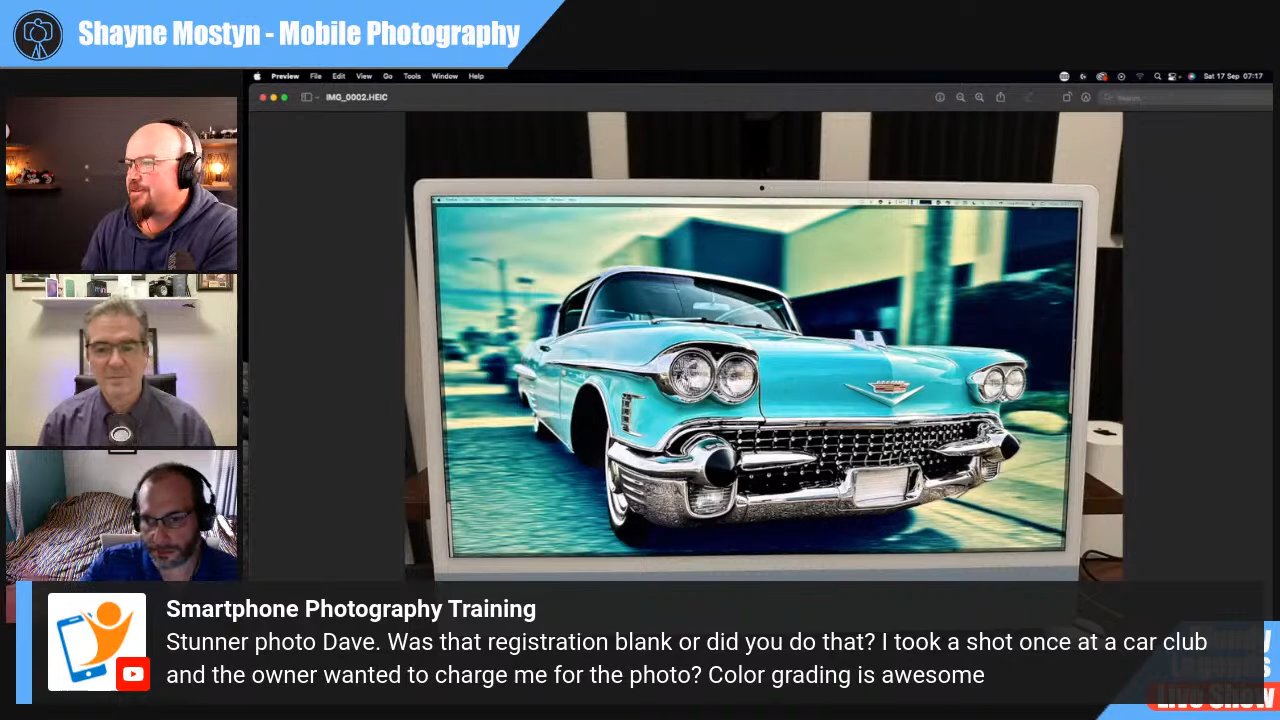 Shayne Mostyn - Mobile Photography
Preview File Edit View Go Tools Window Help
Sat 17 Sep 07:17
IMG_0002.HEIC
Search
Smartphone Photography Training
Stunner photo Dave. Was that registration blank or did you do that? I took a shot once at a car club
and the owner wanted to charge me for the photo? Color grading is awesome
Legends
Live Show